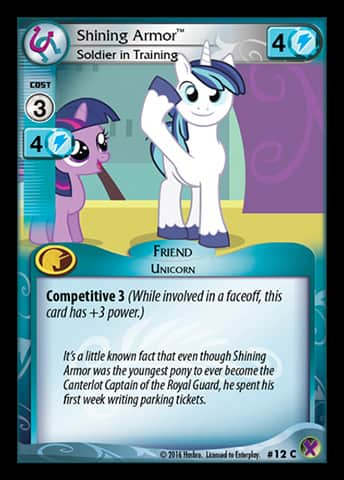 Shining Armor™
Soldier in Training
4
COST
3
4
FRIEND
UNICORN
Competitive 3 (While involved in a faceoff, this
card has +3 power.)
It's a little known fact that even though Shining
Armor was the youngest pony to ever become the
Canterlot Captain of the Royal Guard, he spent his
first week writing parking tickets.
© 2016 Hasbro. Licensed to Enterplay. #12 C